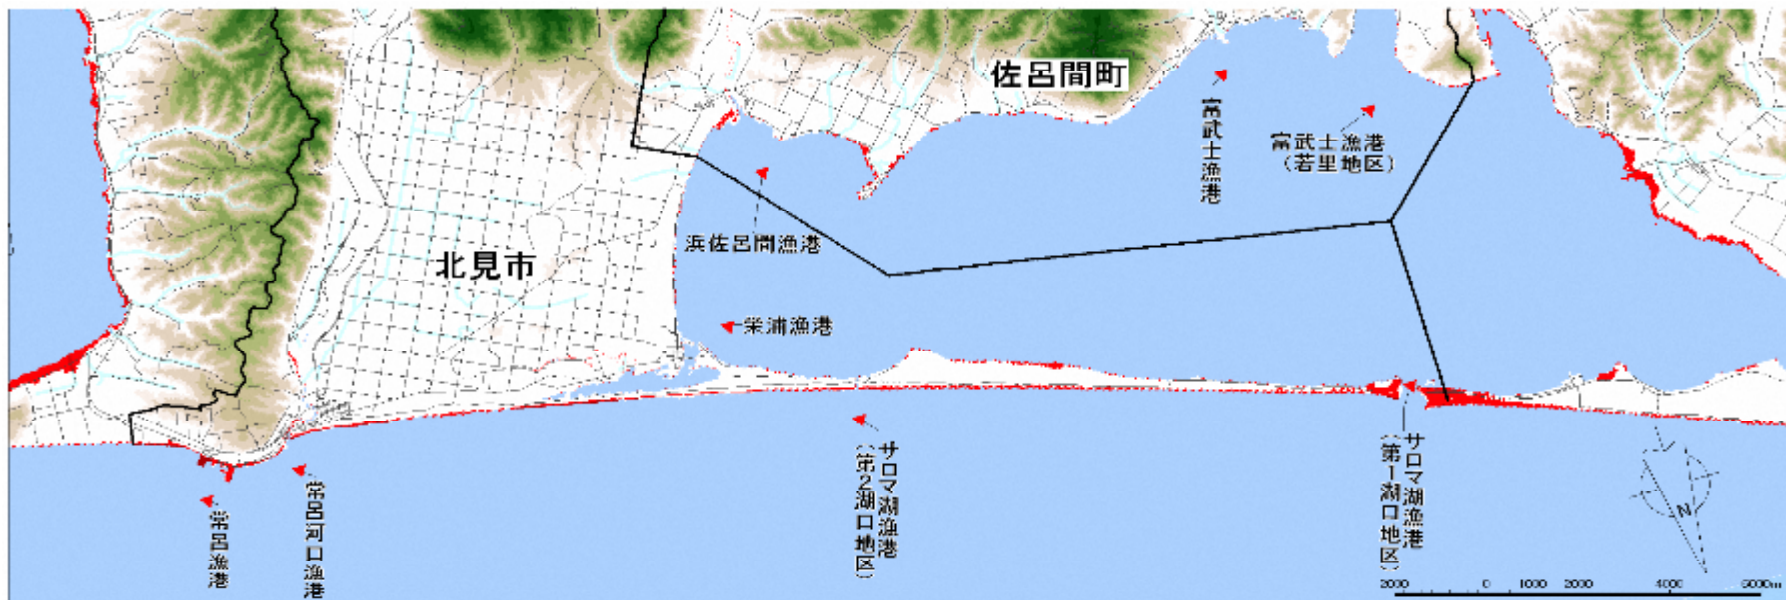 佐呂間町
富武士漁港
富武士漁港
（若里地区）
浜佐呂間漁港
北見市
栄浦漁港
サロマ湖漁港
（第2湖口地区）
サロマ湖漁港
（第1湖口地区）
常呂河口漁港
常呂漁港
N
2000 0 1000 2000 4000 6000m